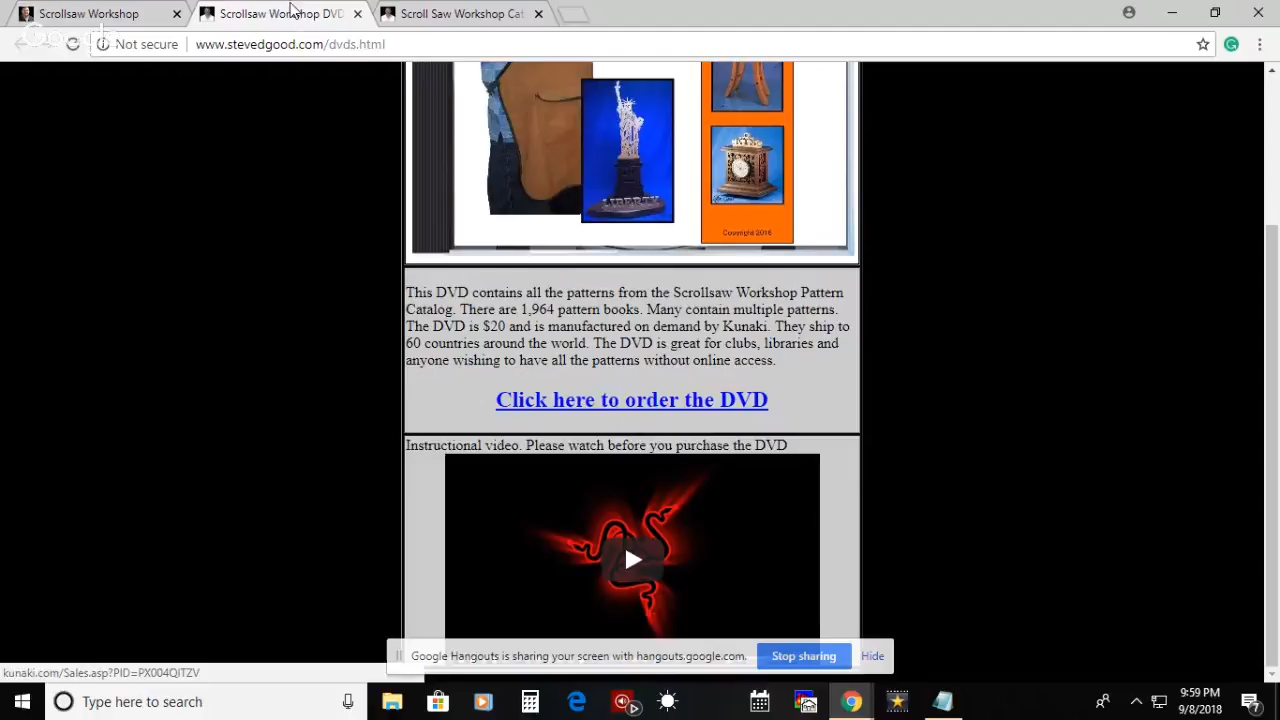 Scrollsaw Workshop
Scrollsaw Workshop DVD
Scroll Saw Workshop Cat
Not secure
www.stevedgood.com/dvds.html
LIBERTY
Copyright 2016
This DVD contains all the patterns from the Scrollsaw Workshop Pattern
Catalog. There are 1,964 pattern books. Many contain multiple patterns.
The DVD is $20 and is manufactured on demand by Kunaki. They ship to
60 countries around the world. The DVD is great for clubs, libraries and
anyone wishing to have all the patterns without online access.
Click here to order the DVD
Instructional video. Please watch before you purchase the DVD
Google Hangouts is sharing your screen with hangouts.google.com.
Stop sharing
Hide
kunaki.com/Sales.asp?PID=PX004QJTZV
Type here to search
9:59 PM
9/8/2018
7